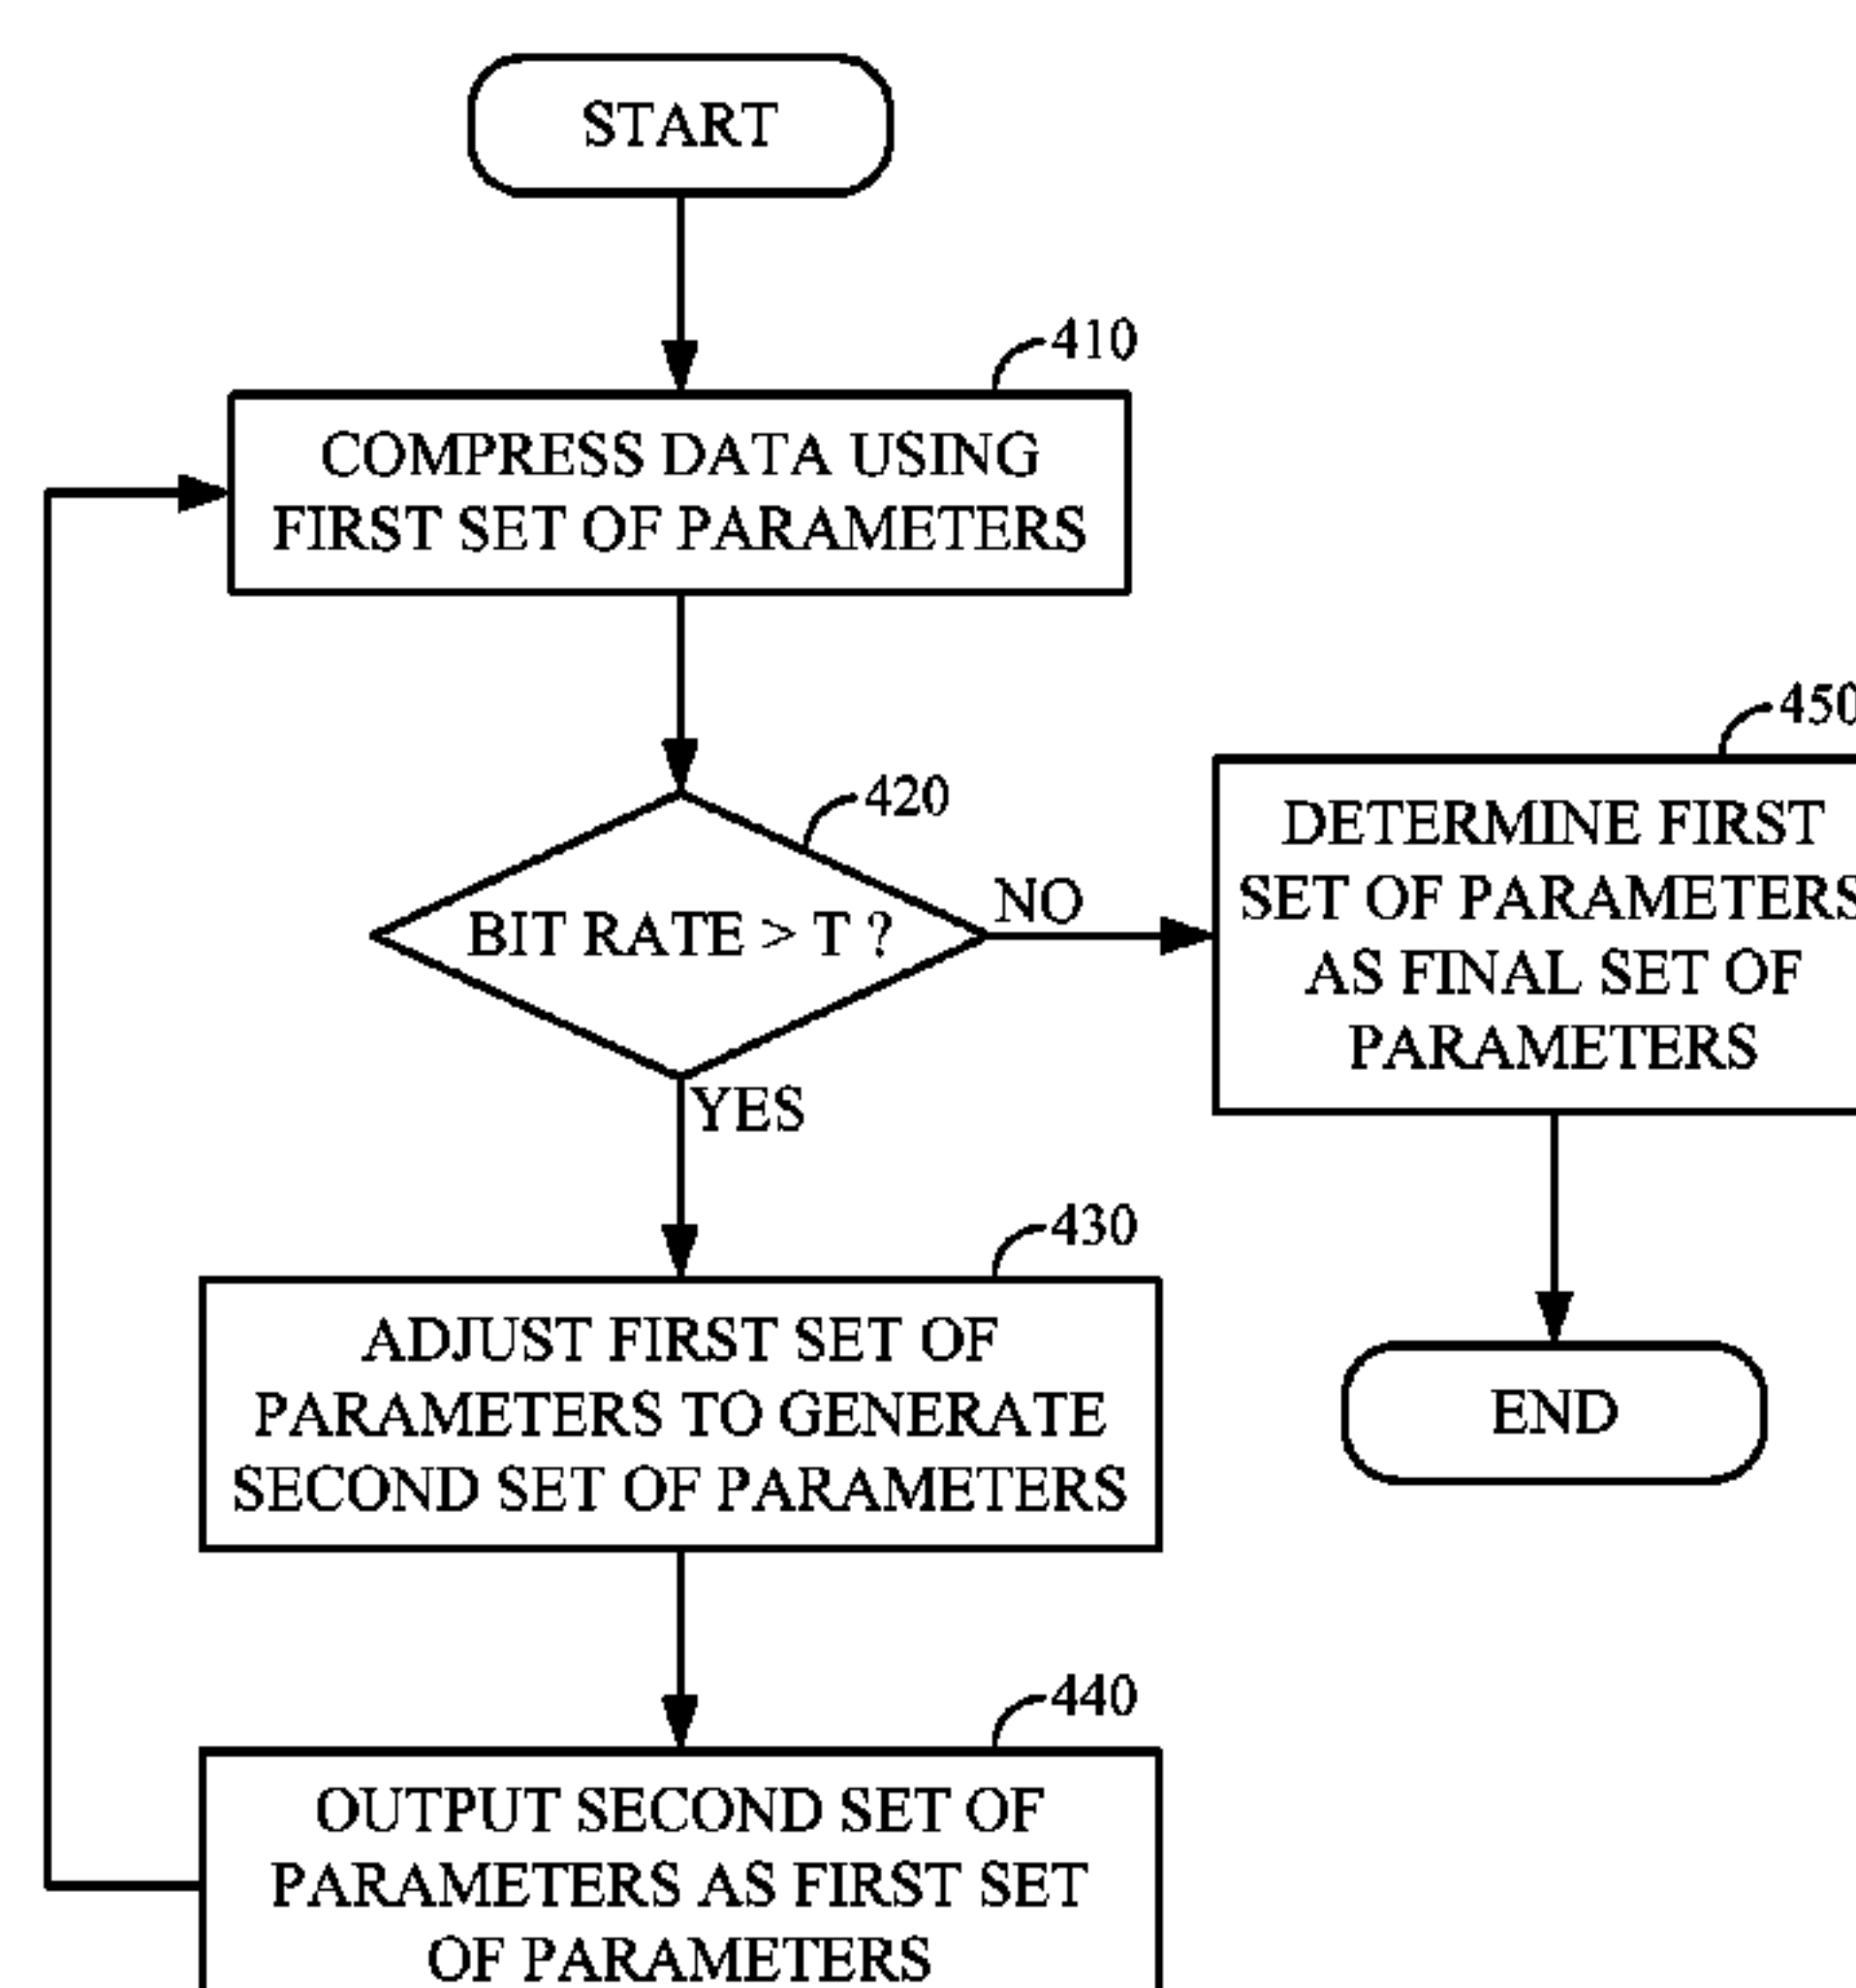 START
410
COMPRESS DATA USING
FIRST SET OF PARAMETERS
420
BIT RATE > T ?
NO
YES
450
DETERMINE FIRST
SET OF PARAMETERS
AS FINAL SET OF
PARAMETERS
430
ADJUST FIRST SET OF
PARAMETERS TO GENERATE
SECOND SET OF PARAMETERS
END
440
OUTPUT SECOND SET OF
PARAMETERS AS FIRST SET
OF PARAMETERS